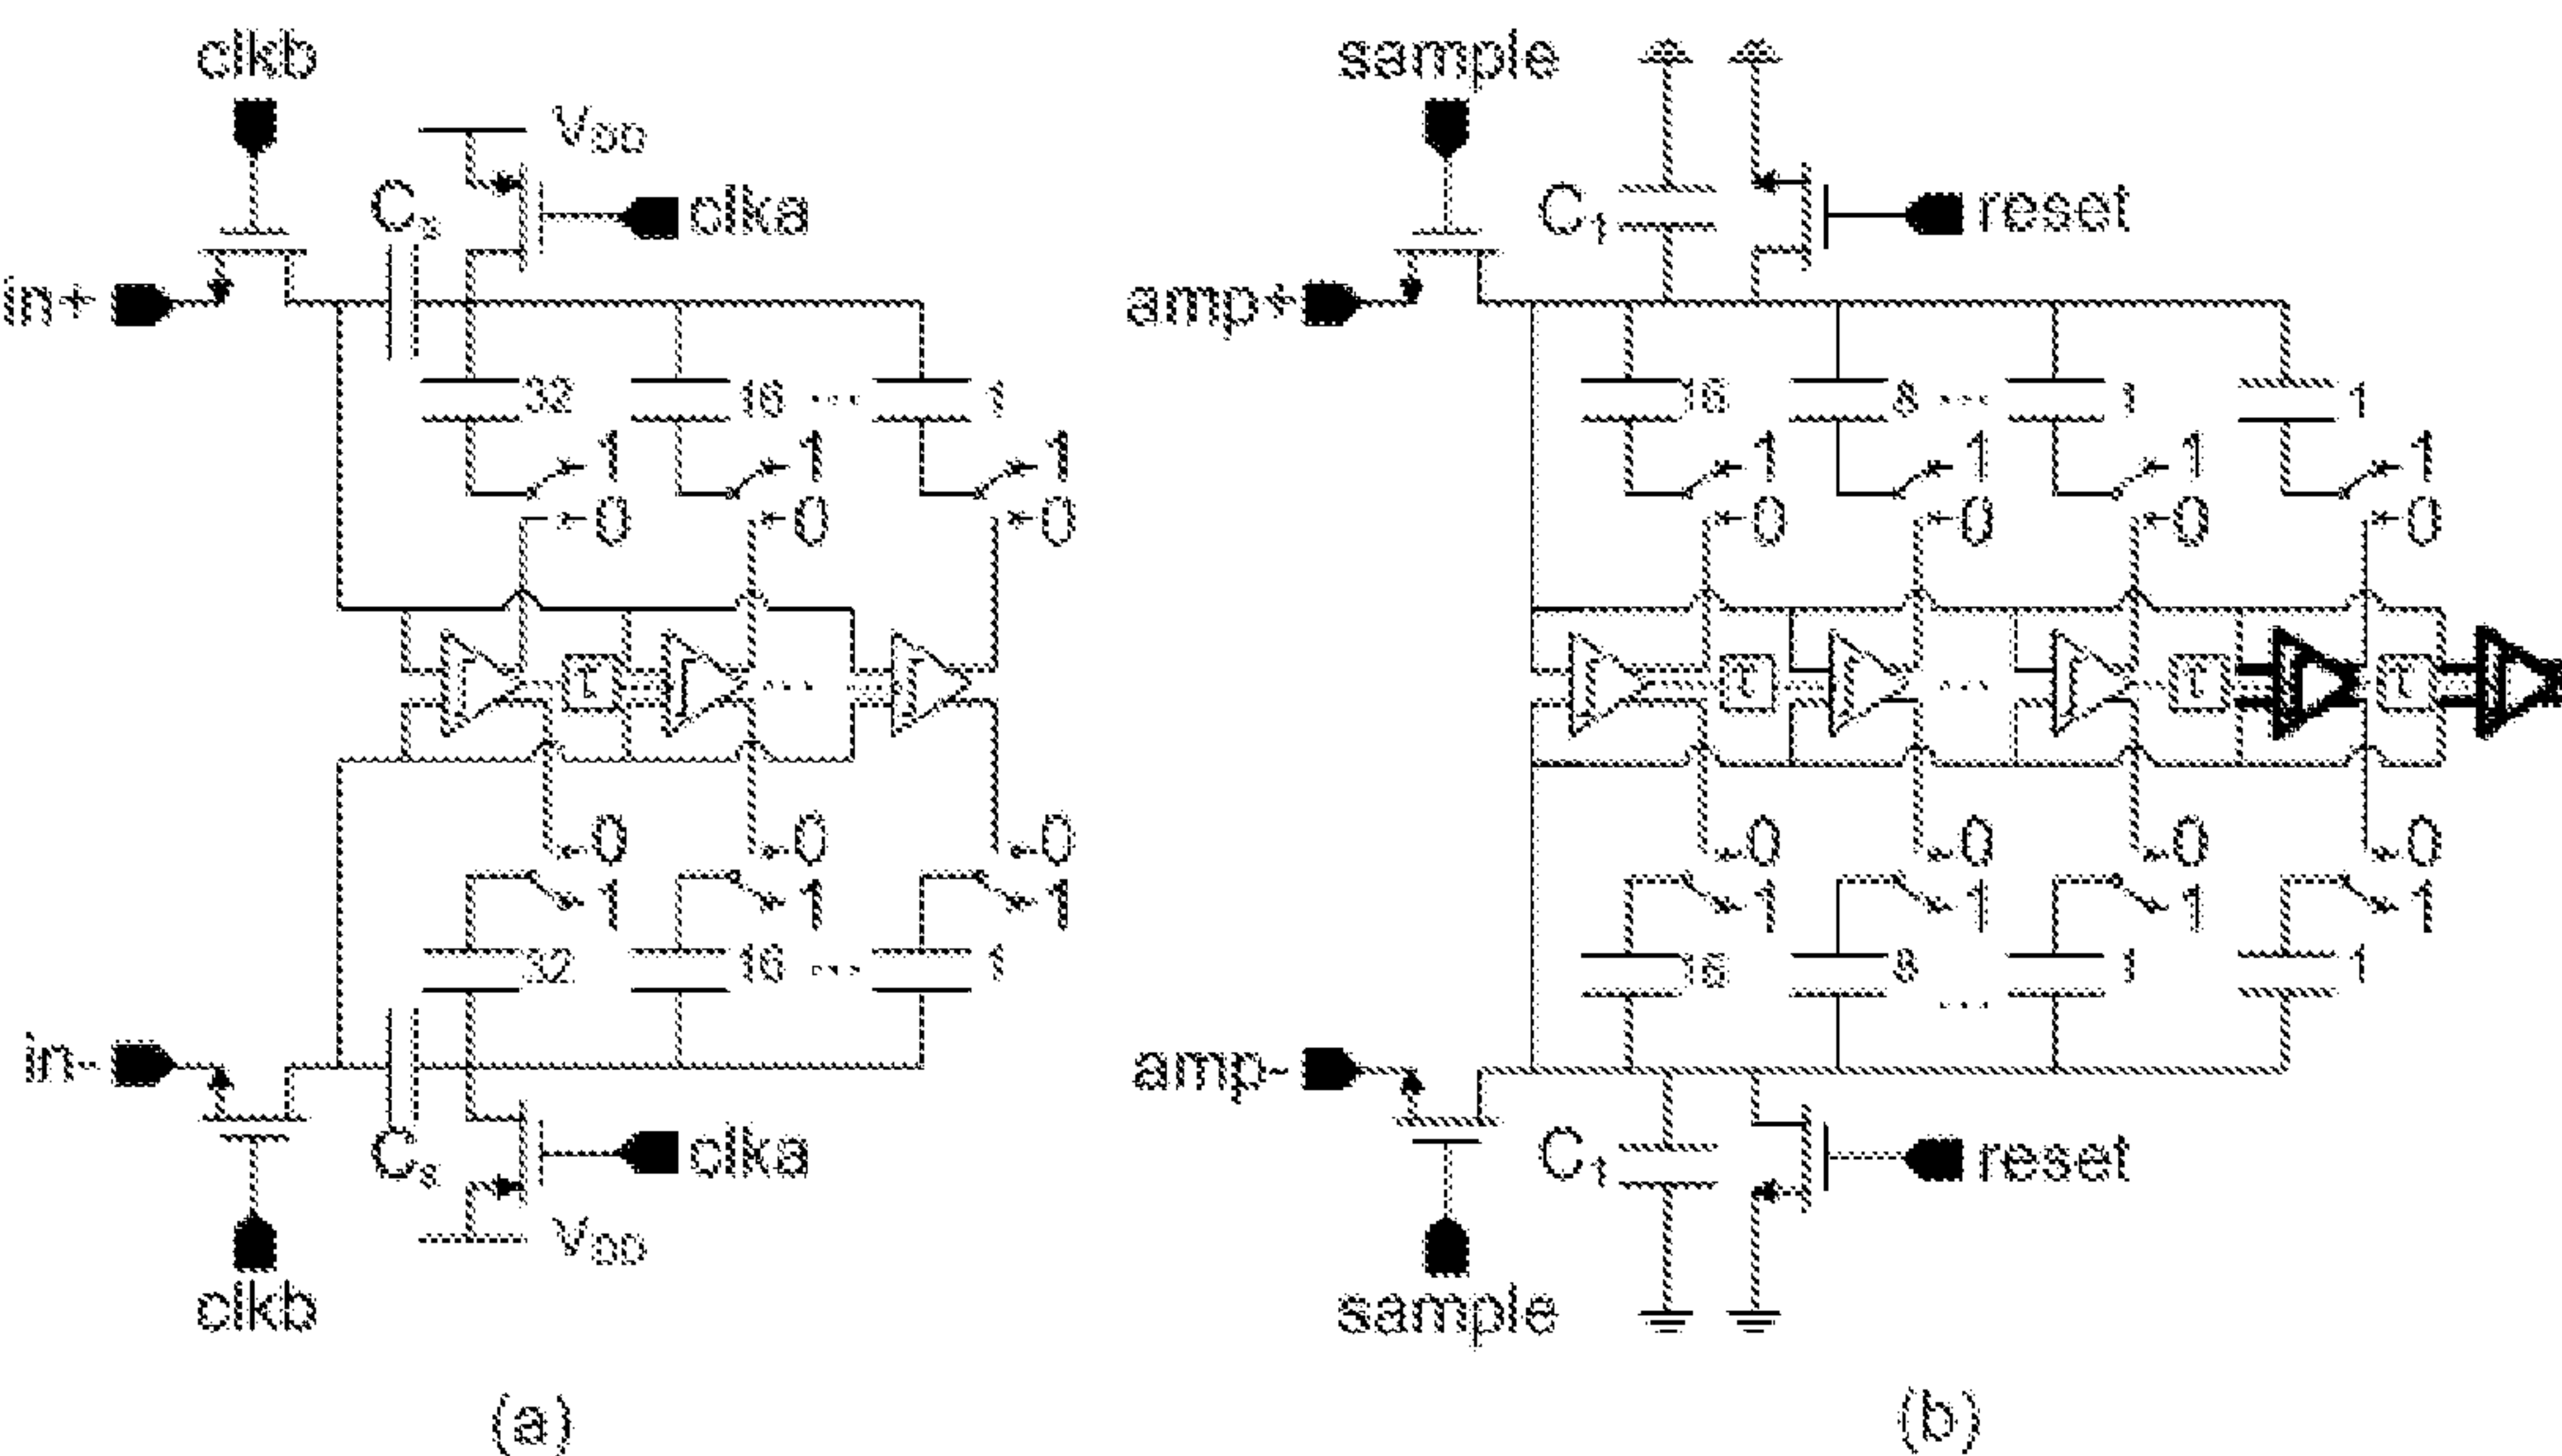 clkb
sample
VDD
Cs
clka
C1
reset
in+
amp+
32 16 ... 1
16 8 ... 1 1
1 1 1
1 1 1 1
0 0 0
0 0 0 0
τ ...
τ ... τ τ
0 0 0
0 0 0 0
1 1 1
1 1 1 1
32 16 ... 1
16 8 ... 1 1
in-
amp-
Cs
clka
C1
reset
VDD
clkb
sample
(a)
(b)